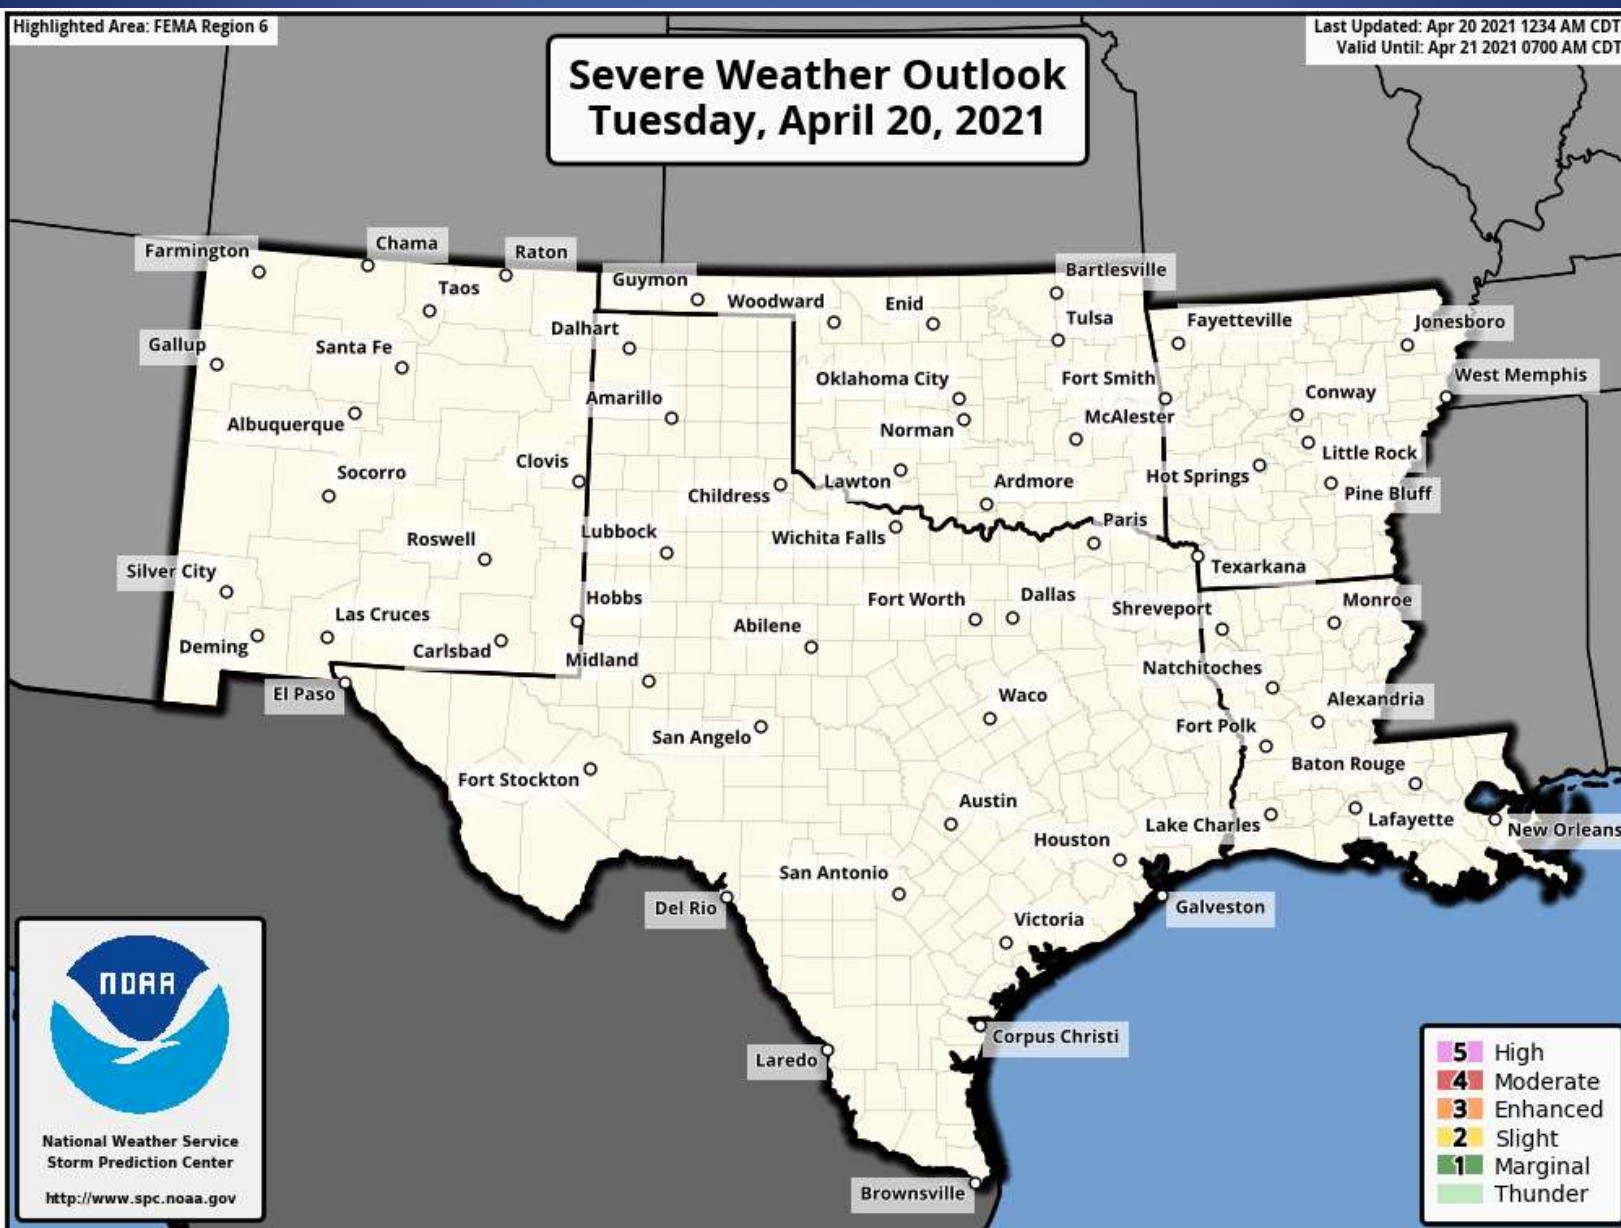 Highlighted Area: FEMA Region 6
Last Updated: Apr 20 2021 1234 AM CDT
Valid Until: Apr 21 2021 0700 AM CDT
Severe Weather Outlook
Tuesday, April 20, 2021
Farmington
Chama
Raton
Taos
Guymon
Woodward
Enid
Bartlesville
Tulsa
Fayetteville
Jonesboro
Gallup
Santa Fe
Dalhart
Amarillo
Oklahoma City
Fort Smith
West Memphis
Conway
Albuquerque
Norman
McAlester
Little Rock
Socorro
Clovis
Childress
Lawton
Ardmore
Hot Springs
Pine Bluff
Roswell
Lubbock
Wichita Falls
Paris
Texarkana
Silver City
Las Cruces
Hobbs
Fort Worth
Dallas
Shreveport
Monroe
Deming
Carlsbad
Midland
Abilene
Natchitoches
El Paso
San Angelo
Waco
Fort Polk
Alexandria
Fort Stockton
Baton Rouge
Austin
Houston
Lake Charles
Lafayette
New Orleans
San Antonio
Del Rio
Victoria
Galveston
Laredo
Corpus Christi
Brownsville
NOAA
National Weather Service
Storm Prediction Center
http://www.spc.noaa.gov
5 High
4 Moderate
3 Enhanced
2 Slight
1 Marginal
Thunder